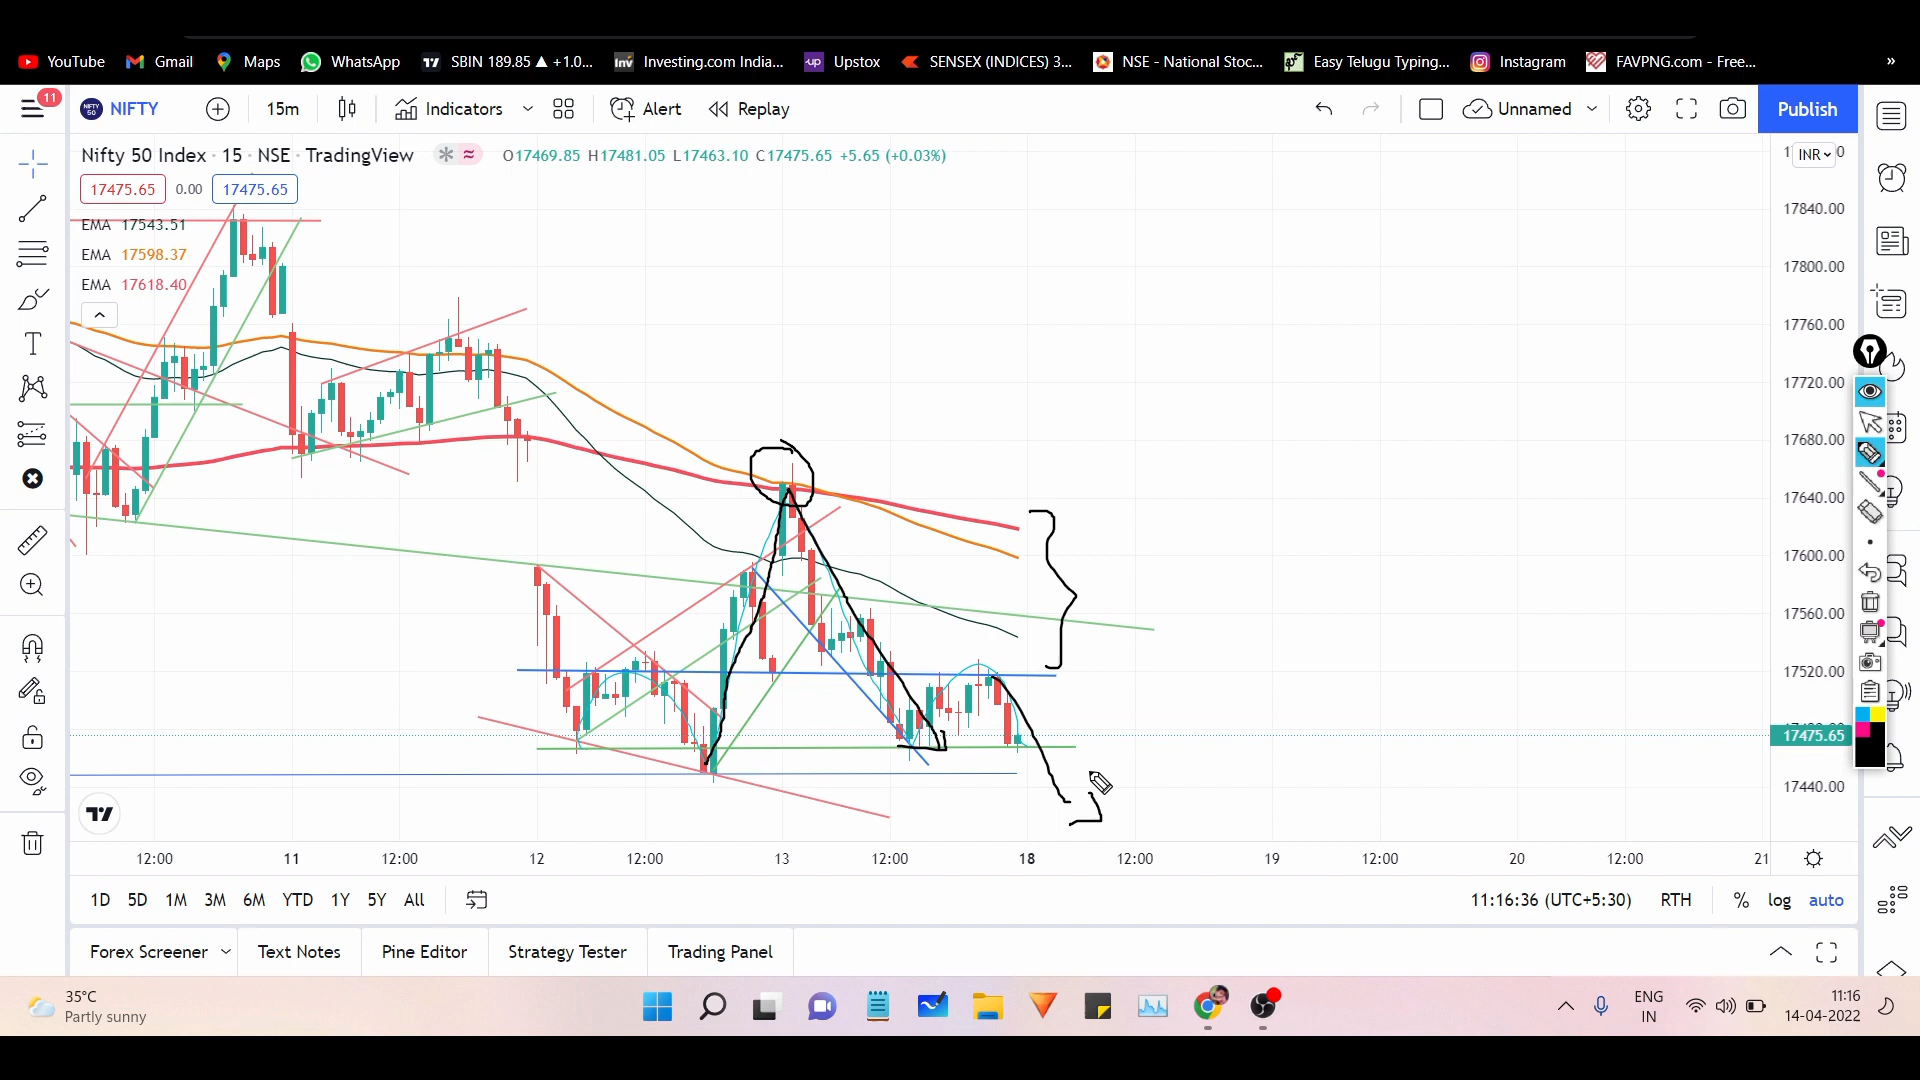 YouTube Gmail Maps WhatsApp SBIN 189.85 ▲ +1.0... Investing.com India... Upstox SENSEX (INDICES) 3... NSE - National Stoc... Easy Telugu Typing... Instagram FAVPNG.com - Free... »
11 NIFTY 15m Indicators Alert Replay Unnamed Publish
Nifty 50 Index · 15 · NSE · TradingView O17469.85 H17481.05 L17463.10 C17475.65 +5.65 (+0.03%) INR
17475.65 0.00 17475.65
EMA 17543.51
EMA 17598.37
EMA 17618.40
17840.00
17800.00
17760.00
17720.00
17680.00
17640.00
17600.00
17560.00
17520.00
17475.65
17440.00
12:00 11 12:00 12 12:00 13 12:00 18 12:00 19 12:00 20 12:00 21
1D 5D 1M 3M 6M YTD 1Y 5Y All 11:16:36 (UTC+5:30) RTH % log auto
Forex Screener Text Notes Pine Editor Strategy Tester Trading Panel
35°C
Partly sunny
ENG
IN
11:16
14-04-2022